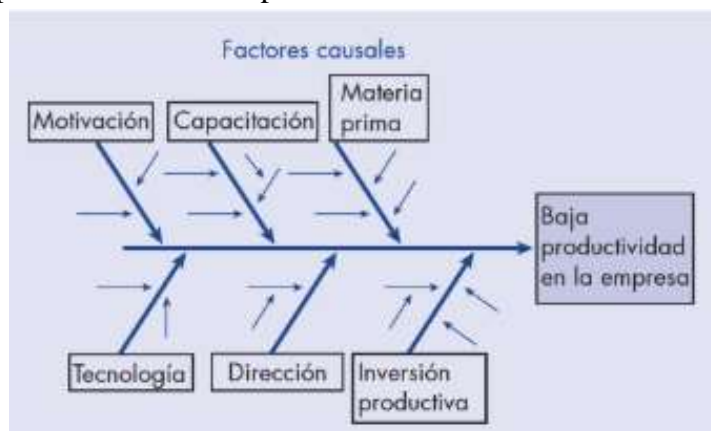 Factores causales
Motivación
Capacitación
Materia
prima
Baja
productividad
en la empresa
Tecnología
Dirección
Inversión
productiva